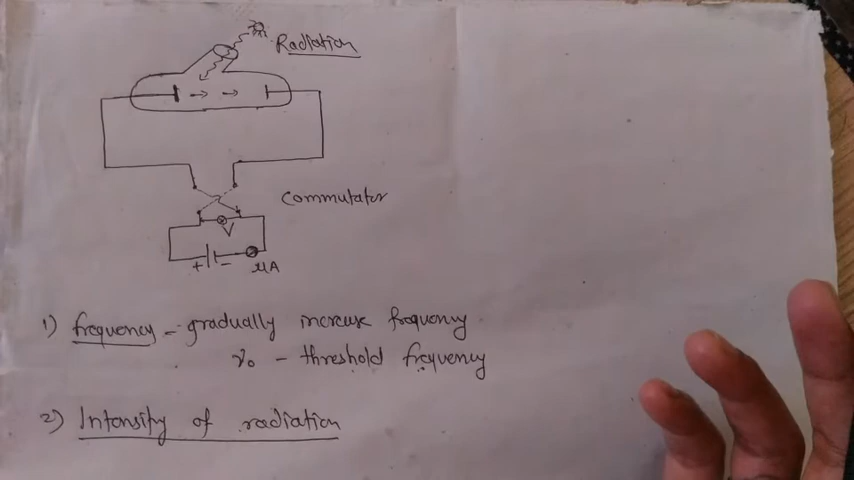 Radiation
Commutator
V
+ - μA
1) frequency - gradually increase frequency
ν₀ - threshold frequency
2) Intensity of radiation